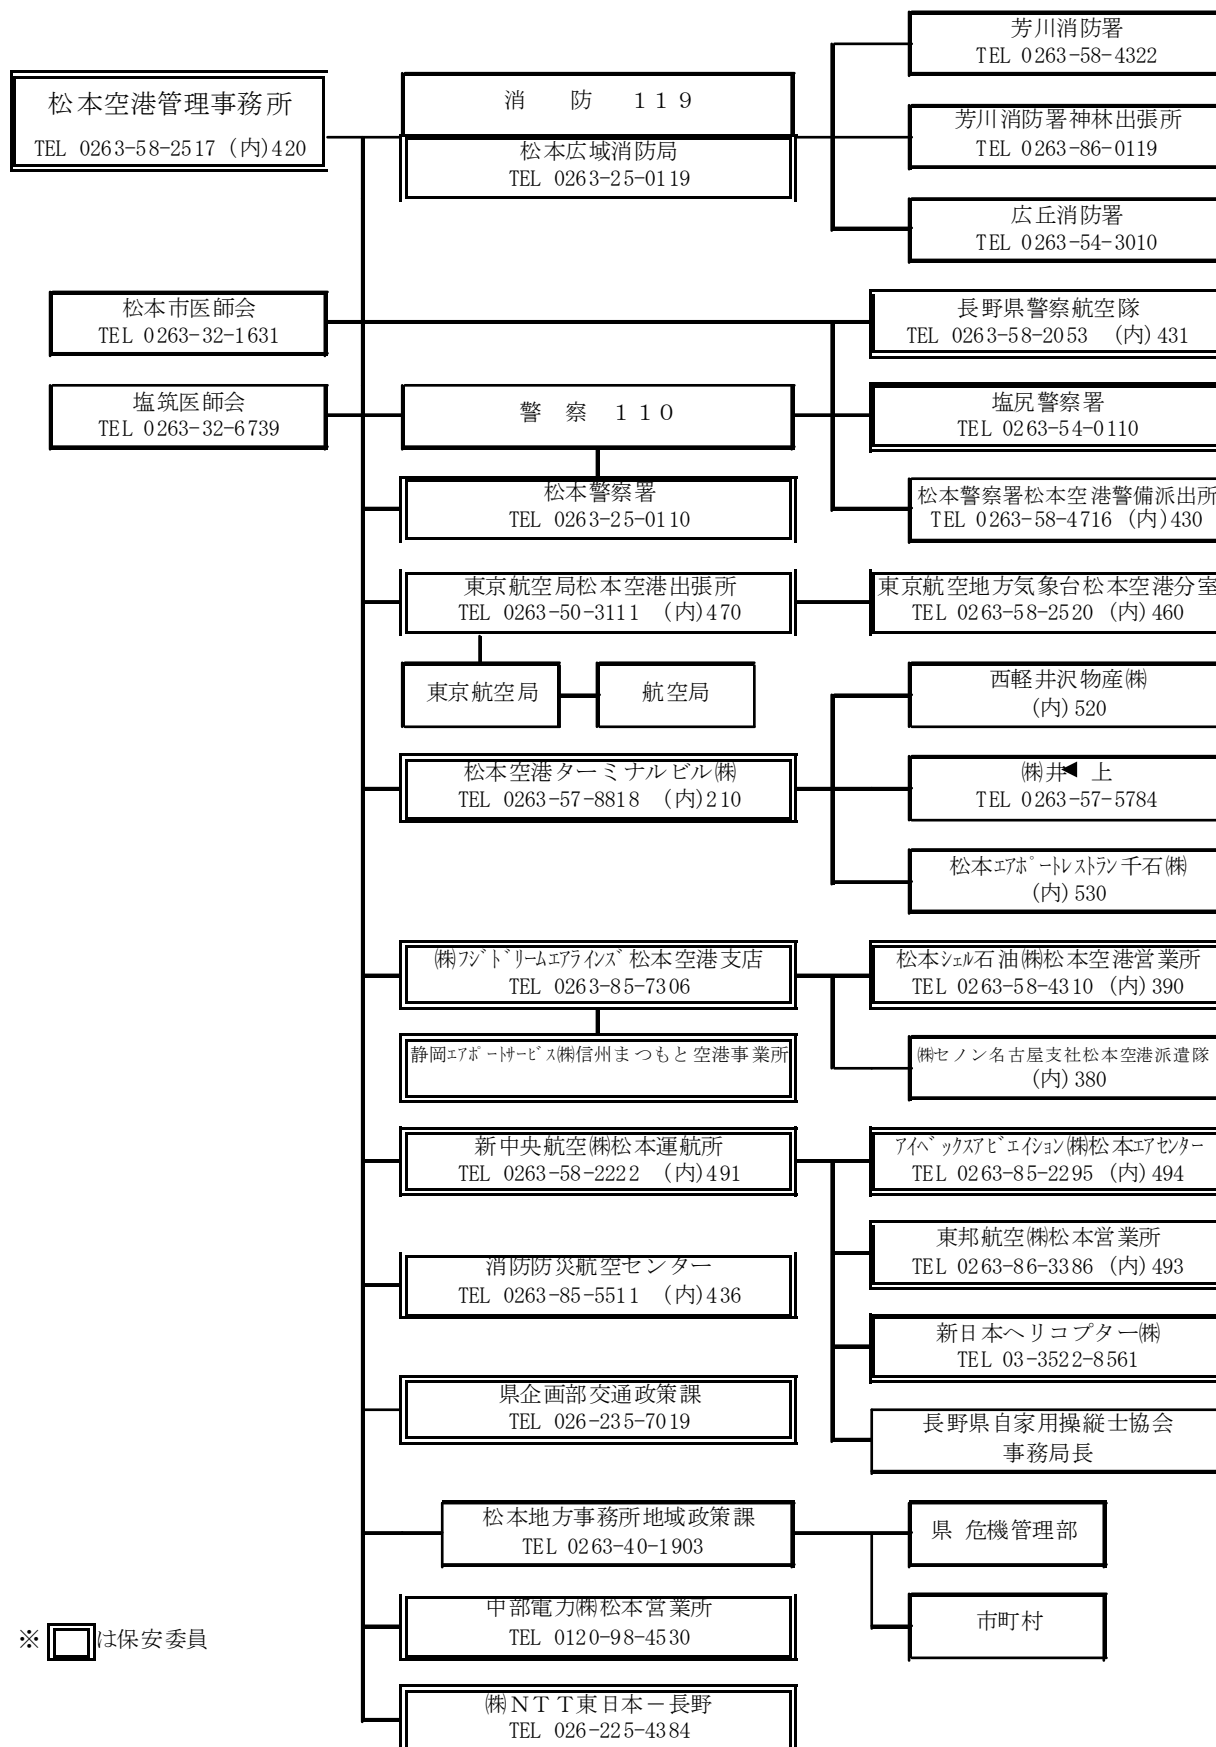 芳川消防署
TEL 0263-58-4322
松本空港管理事務所
TEL 0263-58-2517 (内)420
消 防 １１９
松本広域消防局
TEL 0263-25-0119
芳川消防署神林出張所
TEL 0263-86-0119
広丘消防署
TEL 0263-54-3010
松本市医師会
TEL 0263-32-1631
長野県警察航空隊
TEL 0263-58-2053 (内)431
塩筑医師会
TEL 0263-32-6739
警 察 １１０
塩尻警察署
TEL 0263-54-0110
松本警察署
TEL 0263-25-0110
松本警察署松本空港警備派出所
TEL 0263-58-4716 (内)430
東京航空局松本空港出張所
TEL 0263-50-3111 (内)470
東京航空地方気象台松本空港分室
TEL 0263-58-2520 (内)460
東京航空局
航空局
西軽井沢物産㈱
(内)520
松本空港ターミナルビル㈱
TEL 0263-57-8818 (内)210
㈱井 上
TEL 0263-57-5784
松本ｴｱﾎﾟｰﾄﾚｽﾄﾗﾝ千石㈱
(内)530
㈱ﾌｼﾞﾄﾞﾘｰﾑｴｱﾗｲﾝｽﾞ松本空港支店
TEL 0263-85-7306
松本ｼｪﾙ石油㈱松本空港営業所
TEL 0263-58-4310 (内)390
静岡ｴｱﾎﾟｰﾄｻｰﾋﾞｽ㈱信州まつもと空港事業所
㈱セノン名古屋支社松本空港派遣隊
(内)380
新中央航空㈱松本運航所
TEL 0263-58-2222 (内)491
ｱｲﾍﾞｯｸｽｱﾋﾞｴｲｼｮﾝ㈱松本ｴｱｾﾝﾀｰ
TEL 0263-85-2295 (内)494
東邦航空㈱松本営業所
TEL 0263-86-3386 (内)493
消防防災航空センター
TEL 0263-85-5511 (内)436
新日本ヘリコプター㈱
TEL 03-3522-8561
県企画部交通政策課
TEL 026-235-7019
長野県自家用操縦士協会
事務局長
松本地方事務所地域政策課
TEL 0263-40-1903
県 危機管理部
中部電力㈱松本営業所
TEL 0120-98-4530
市町村
※ は保安委員
㈱ＮＴＴ東日本－長野
TEL 026-225-4384